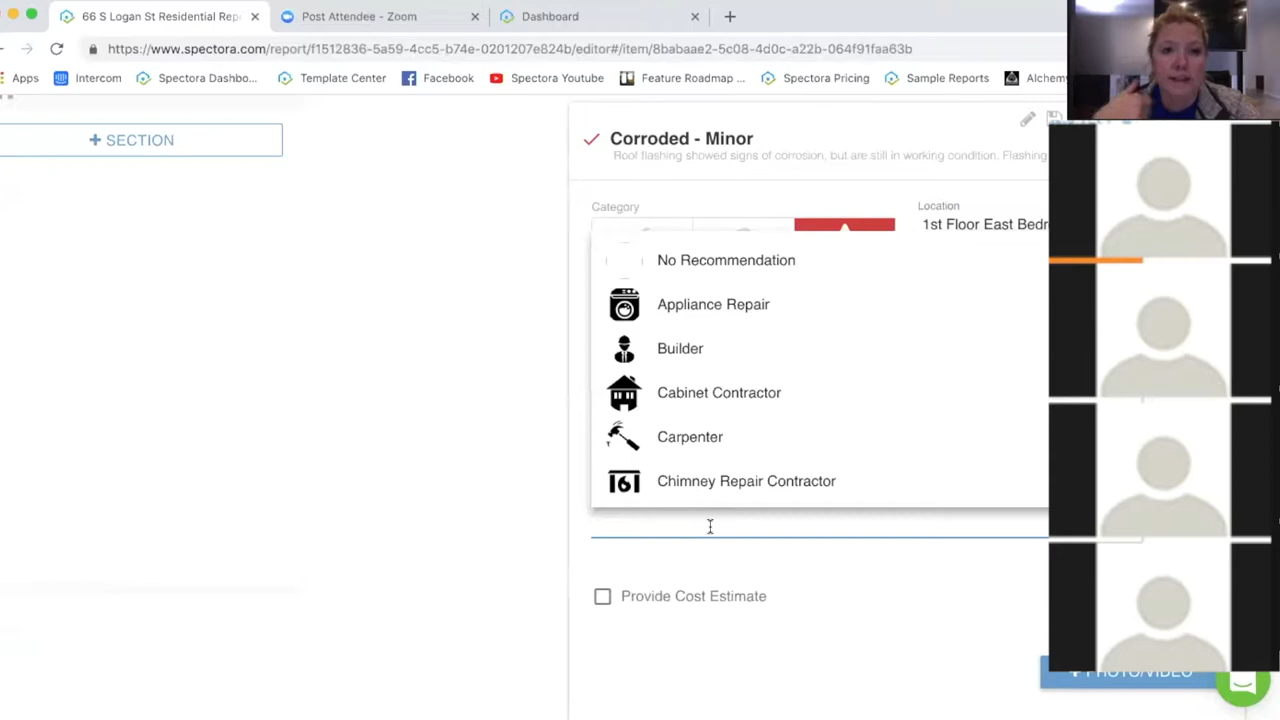 66 S Logan St Residential Rep
Post Attendee - Zoom
Dashboard
https://www.spectora.com/report/f1512836-5a59-4cc5-b74e-0201207e824b/editor#/item/8babaae2-5c08-4d0c-a22b-064f91faa63b
Apps
Intercom
Spectora Dashbo...
Template Center
Facebook
Spectora Youtube
Feature Roadmap ...
Spectora Pricing
Sample Reports
Alchemy
+ SECTION
Corroded - Minor
Roof flashing showed signs of corrosion, but are still in working condition. Flashing
Category
Location
1st Floor East Bedr
No Recommendation
Appliance Repair
Builder
Cabinet Contractor
Carpenter
Chimney Repair Contractor
Provide Cost Estimate
+ PHOTO/VIDEO